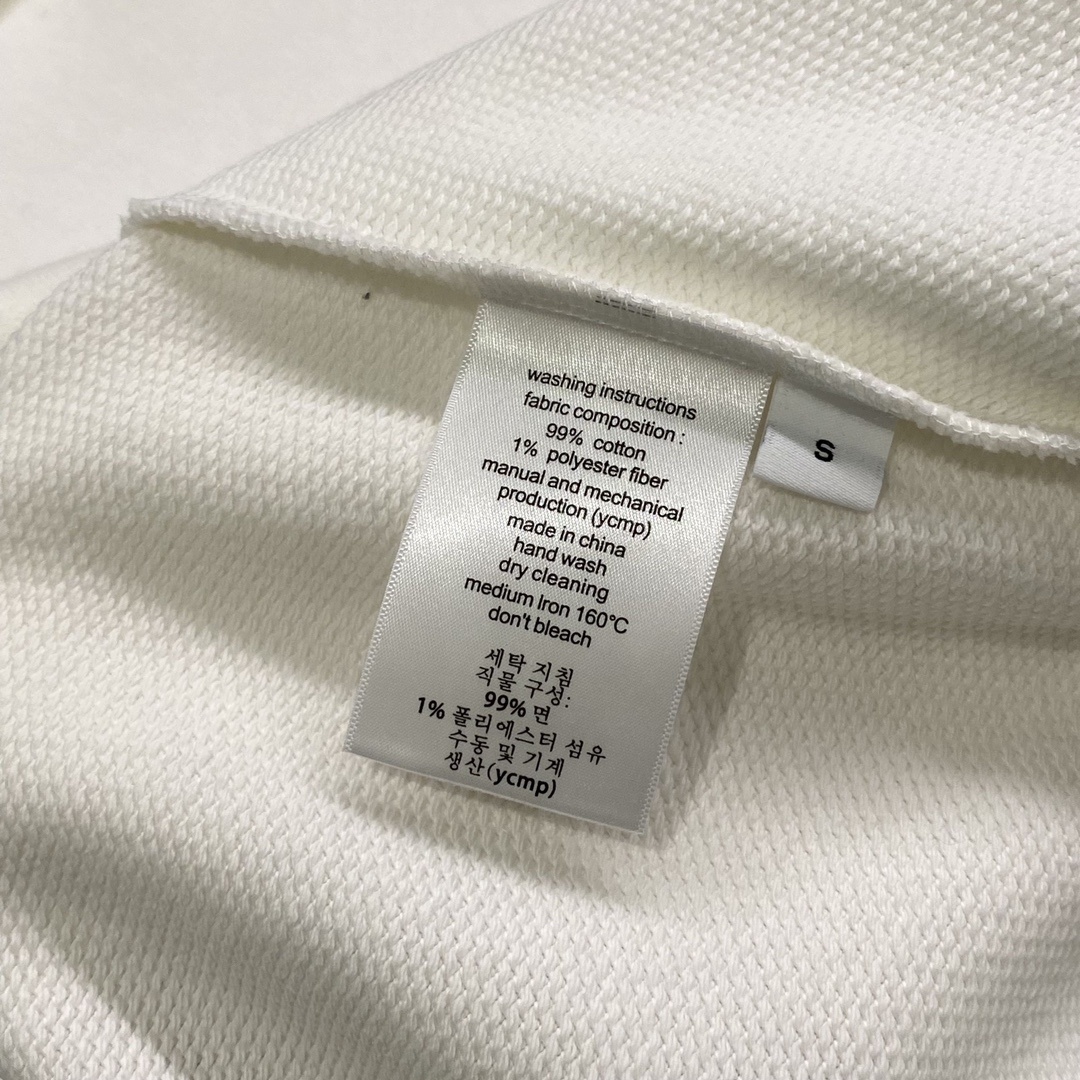 washing instructions
fabric composition :
99% cotton
1% polyester fiber
manual and mechanical
production (ycmp)
made in china
hand wash
dry cleaning
medium Iron 160℃
don't bleach
세탁 지침
직물 구성:
99% 면
1% 폴리에스터 섬유
수동 및 기계
생산(ycmp)
S